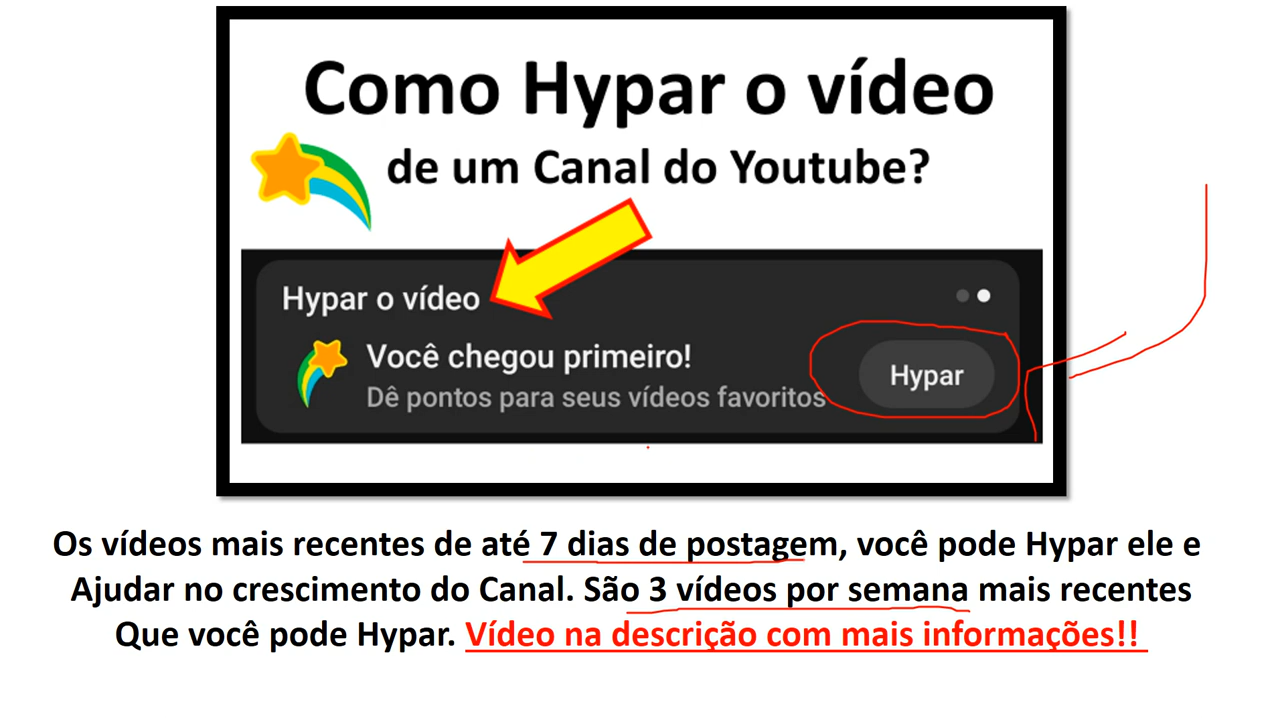 Como Hypar o vídeo
de um Canal do Youtube?
Hypar o vídeo
Você chegou primeiro!
Dê pontos para seus vídeos favoritos
Hypar
Os vídeos mais recentes de até 7 dias de postagem, você pode Hypar ele e
Ajudar no crescimento do Canal. São 3 vídeos por semana mais recentes
Que você pode Hypar. Vídeo na descrição com mais informações!!